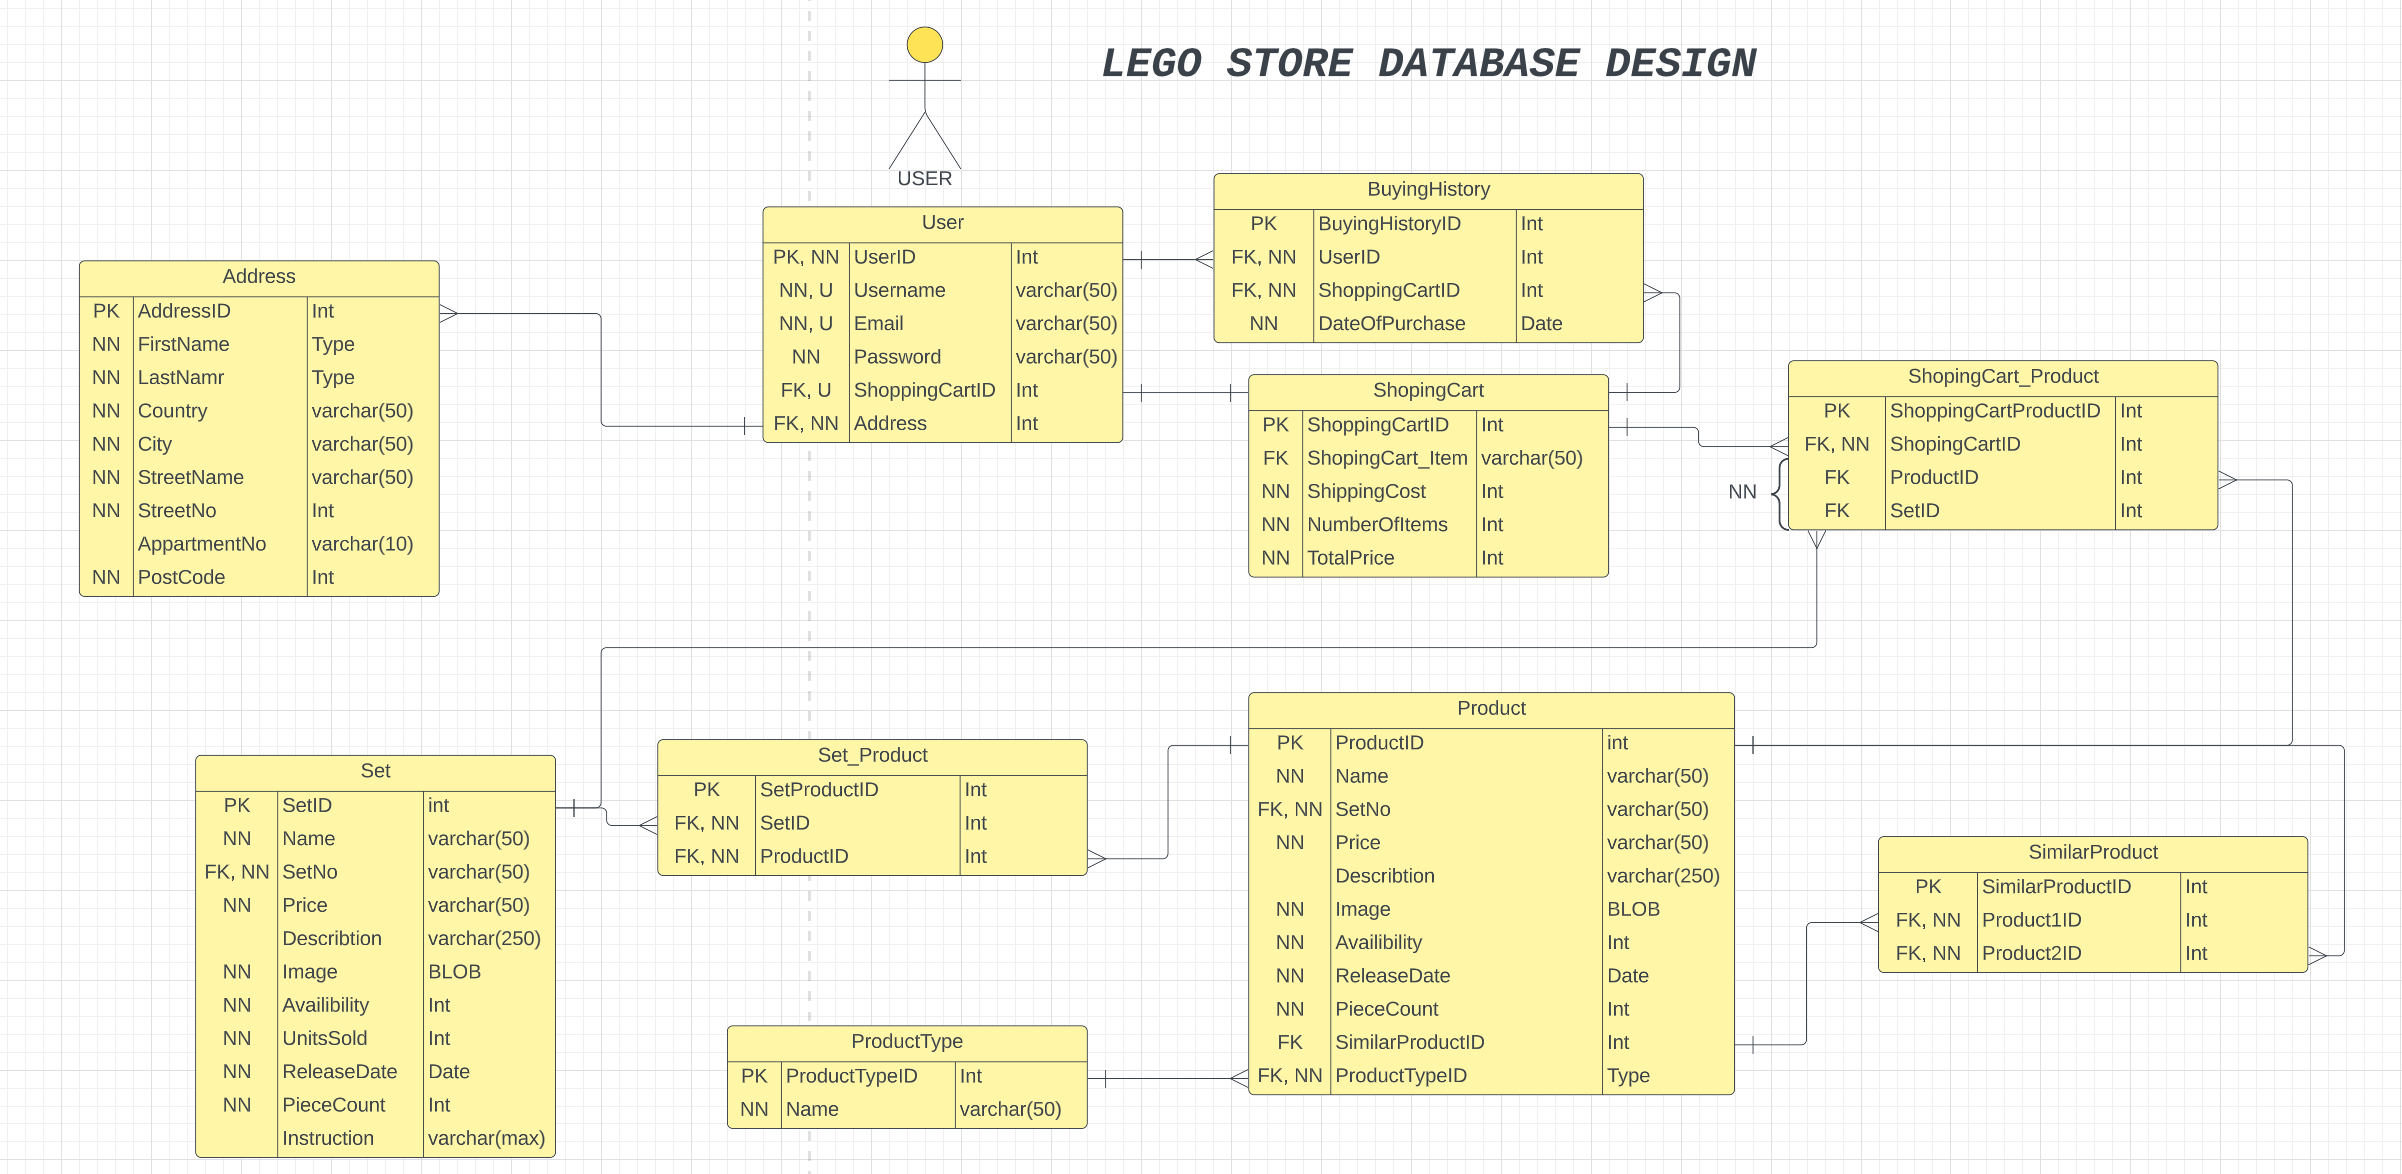 LEGO STORE DATABASE DESIGN
USER
User
PK, NN UserID Int
NN, U Username varchar(50)
NN, U Email varchar(50)
NN Password varchar(50)
FK, U ShoppingCartID Int
FK, NN Address Int
BuyingHistory
PK BuyingHistoryID Int
FK, NN UserID Int
FK, NN ShoppingCartID Int
NN DateOfPurchase Date
Address
PK AddressID Int
NN FirstName Type
NN LastNamr Type
NN Country varchar(50)
NN City varchar(50)
NN StreetName varchar(50)
NN StreetNo Int
AppartmentNo varchar(10)
NN PostCode Int
ShopingCart
PK ShoppingCartID Int
FK ShopingCart_Item varchar(50)
NN ShippingCost Int
NN NumberOfItems Int
NN TotalPrice Int
ShopingCart_Product
PK ShoppingCartProductID Int
FK, NN ShopingCartID Int
FK ProductID Int
FK SetID Int
NN
Set
PK SetID int
NN Name varchar(50)
FK, NN SetNo varchar(50)
NN Price varchar(50)
Describtion varchar(250)
NN Image BLOB
NN Availibility Int
NN UnitsSold Int
NN ReleaseDate Date
NN PieceCount Int
Instruction varchar(max)
Set_Product
PK SetProductID Int
FK, NN SetID Int
FK, NN ProductID Int
Product
PK ProductID int
NN Name varchar(50)
FK, NN SetNo varchar(50)
NN Price varchar(50)
Describtion varchar(250)
NN Image BLOB
NN Availibility Int
NN ReleaseDate Date
NN PieceCount Int
FK SimilarProductID Int
FK, NN ProductTypeID Type
SimilarProduct
PK SimilarProductID Int
FK, NN Product1ID Int
FK, NN Product2ID Int
ProductType
PK ProductTypeID Int
NN Name varchar(50)